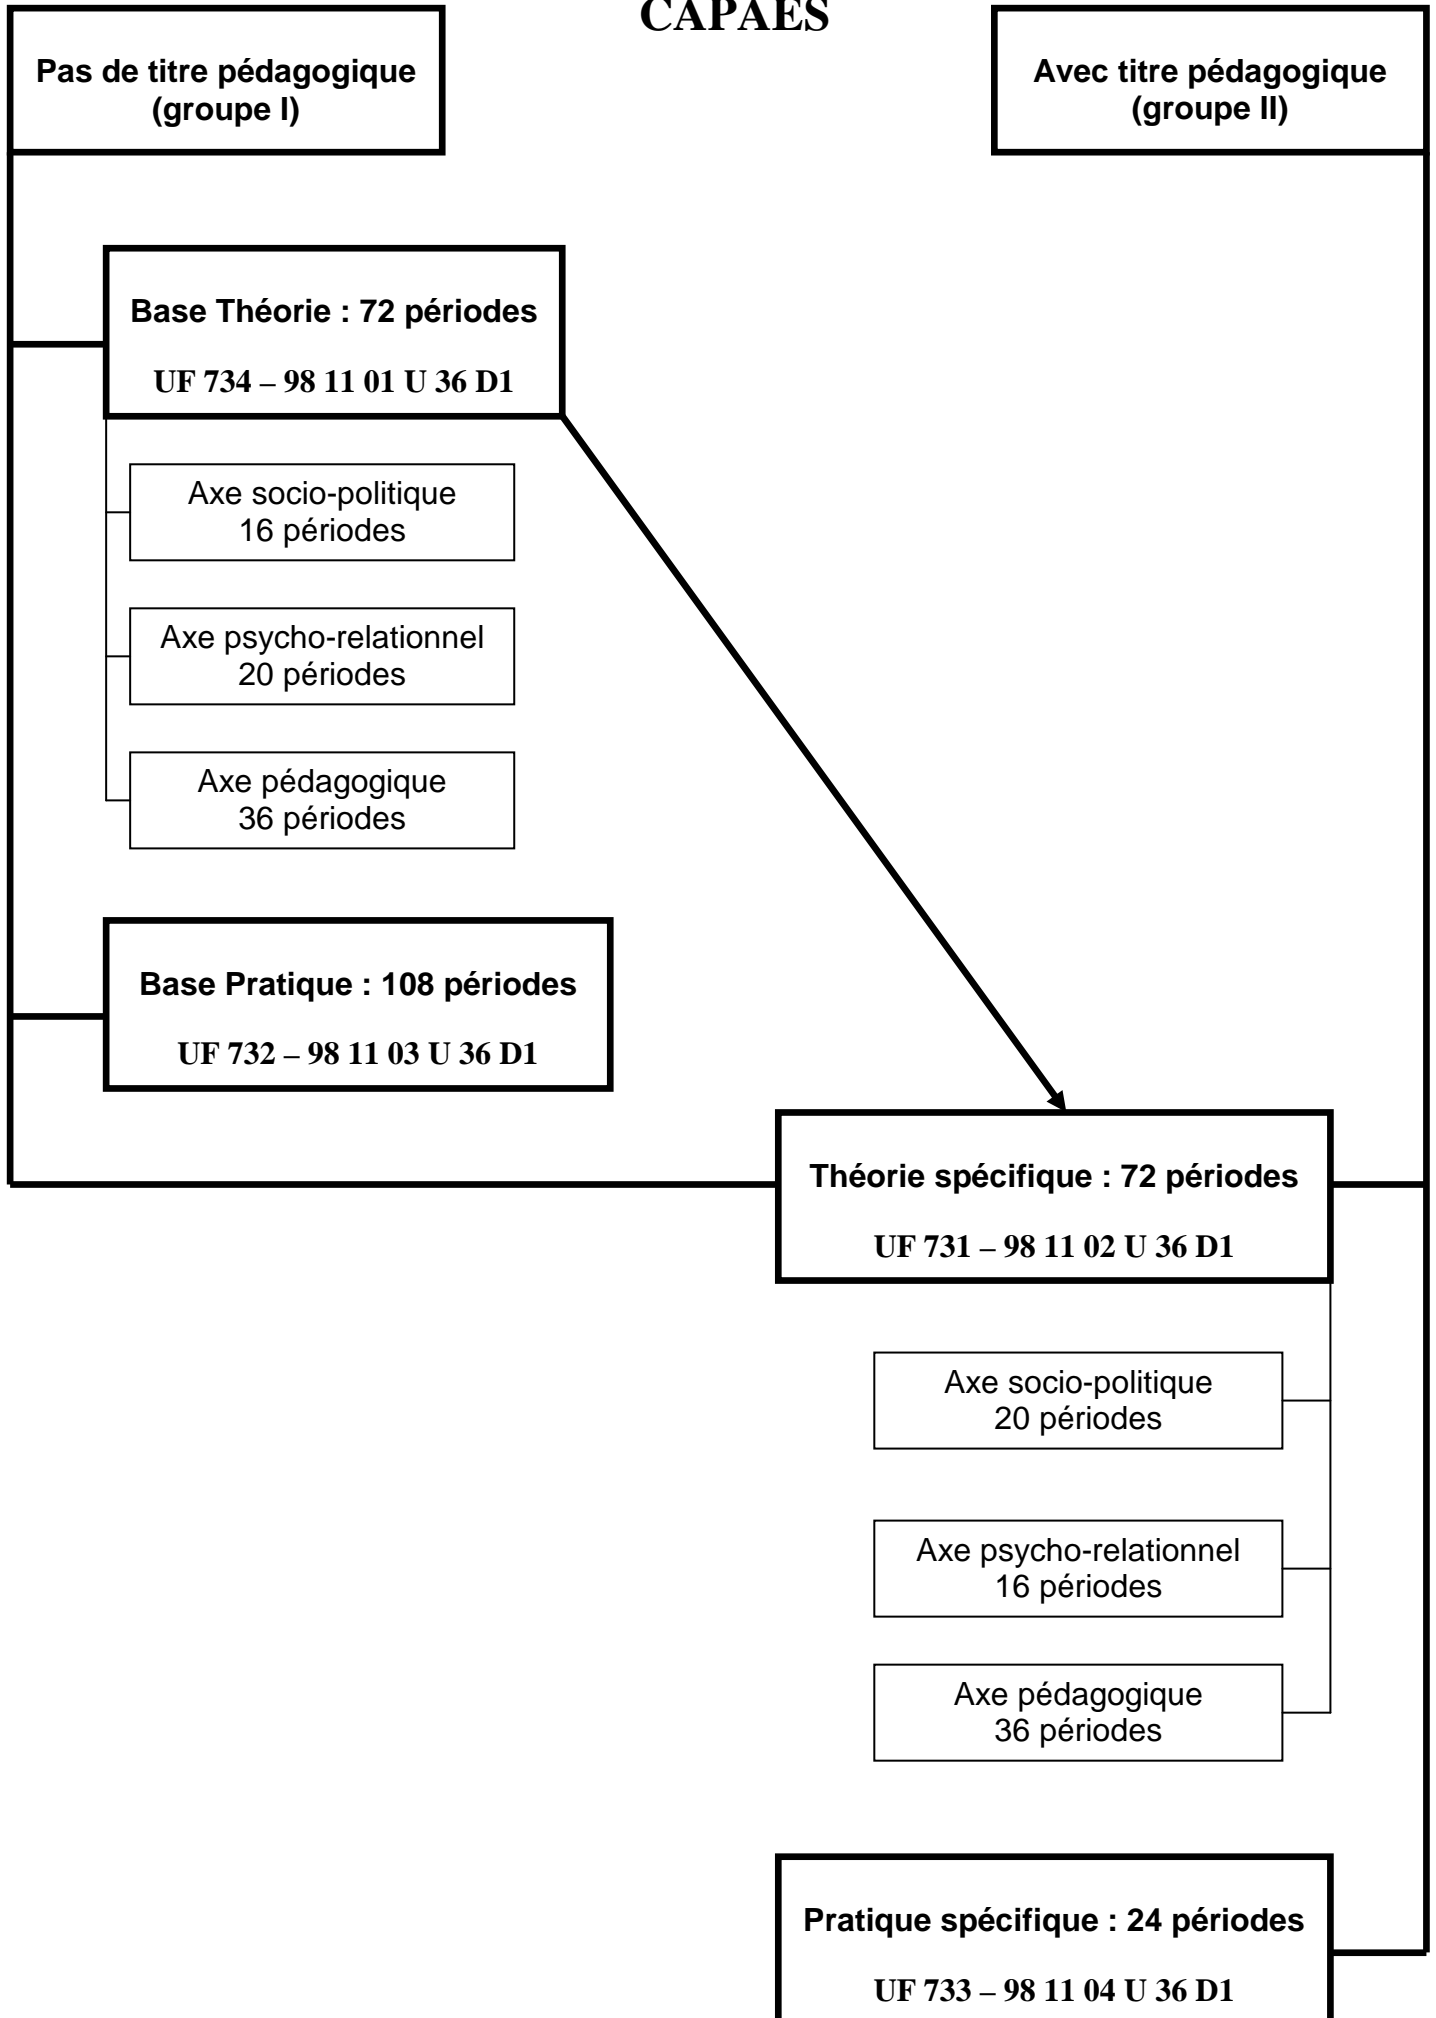 CAPAES
Pas de titre pédagogique
(groupe I)
Avec titre pédagogique
(groupe II)
Base Théorie : 72 périodes
UF 734 – 98 11 01 U 36 D1
Axe socio-politique
16 périodes
Axe psycho-relationnel
20 périodes
Axe pédagogique
36 périodes
Base Pratique : 108 périodes
UF 732 – 98 11 03 U 36 D1
Théorie spécifique : 72 périodes
UF 731 – 98 11 02 U 36 D1
Axe socio-politique
20 périodes
Axe psycho-relationnel
16 périodes
Axe pédagogique
36 périodes
Pratique spécifique : 24 périodes
UF 733 – 98 11 04 U 36 D1